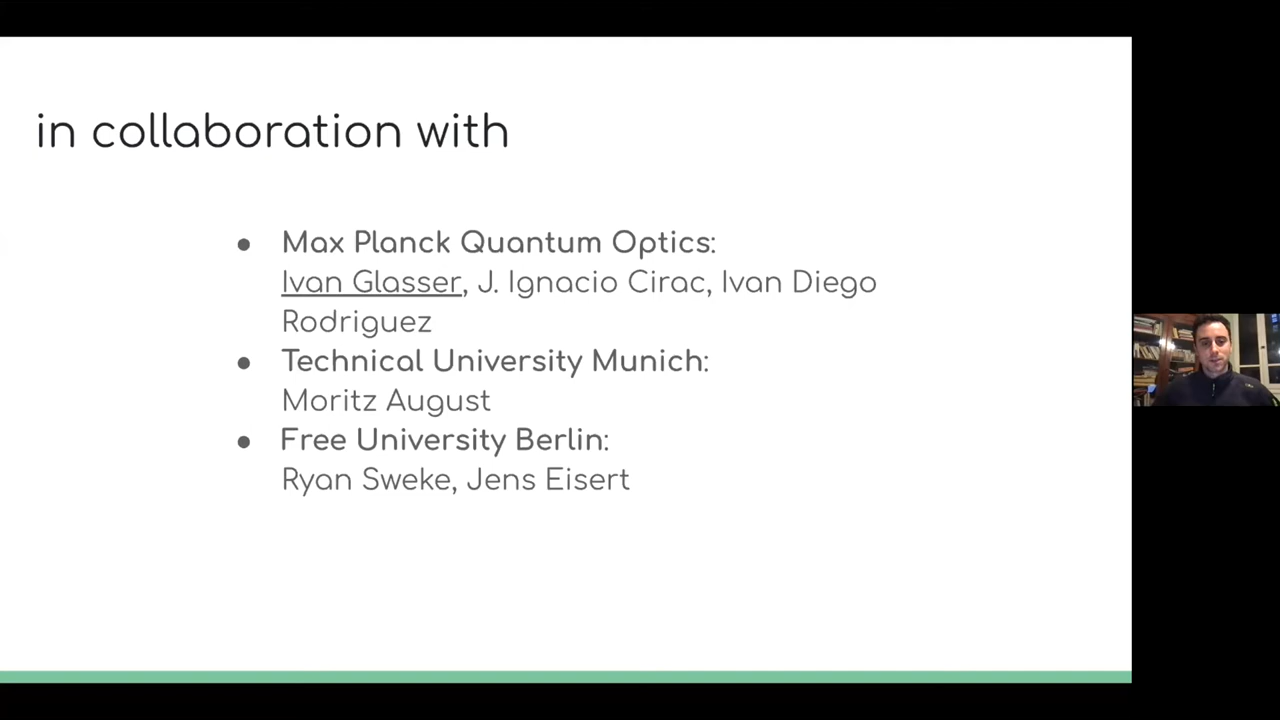 in collaboration with
● Max Planck Quantum Optics:
Ivan Glasser, J. Ignacio Cirac, Ivan Diego
Rodriguez
● Technical University Munich:
Moritz August
● Free University Berlin:
Ryan Sweke, Jens Eisert